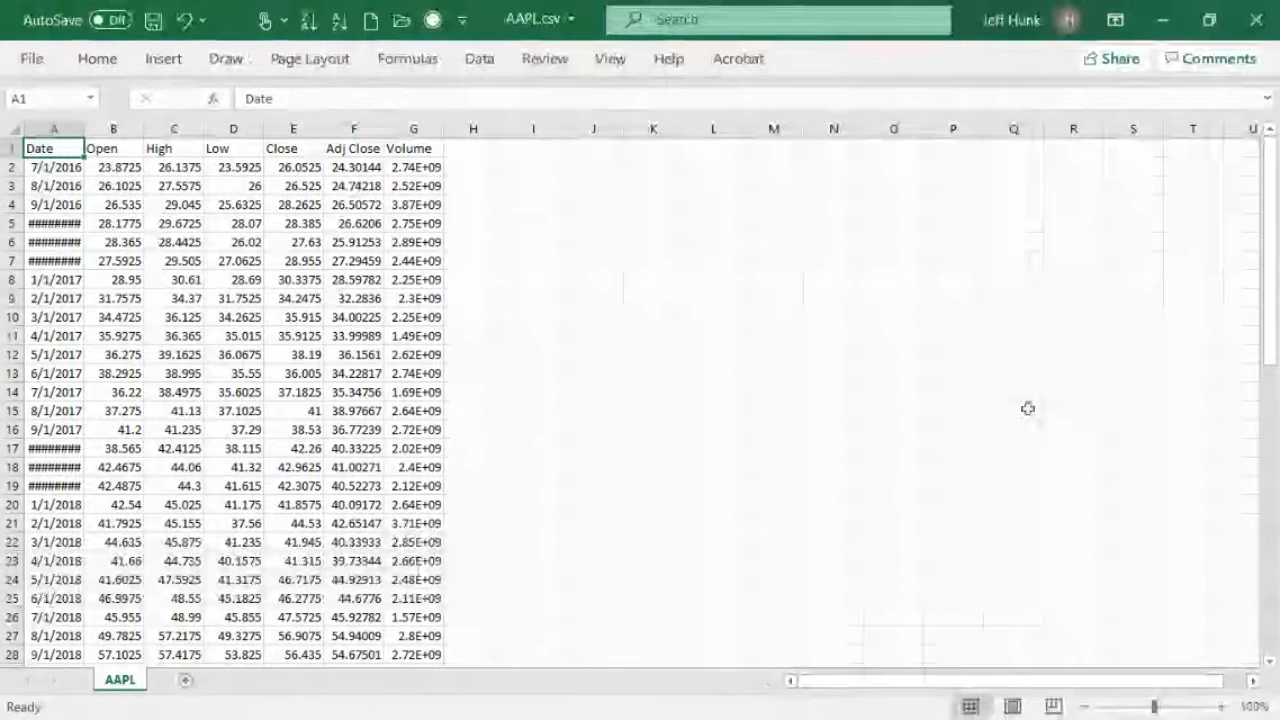 AutoSave Off AAPL.csv Search Jeff Hunk H
File Home Insert Draw Page Layout Formulas Data Review View Help Acrobat Share Comments
A1 fx Date
A B C D E F G H I J K L M N O P Q R S T U
1 Date Open High Low Close Adj Close Volume
2 7/1/2016 23.8725 26.1375 23.5925 26.0525 24.30144 2.74E+09
3 8/1/2016 26.1025 27.5575 26 26.525 24.74218 2.52E+09
4 9/1/2016 26.535 29.045 25.6325 28.2625 26.50572 3.87E+09
5 ######## 28.1775 29.6725 28.07 28.385 26.6206 2.75E+09
6 ######## 28.365 28.4425 26.02 27.63 25.91253 2.89E+09
7 ######## 27.5925 29.505 27.0625 28.955 27.29459 2.44E+09
8 1/1/2017 28.95 30.61 28.69 30.3375 28.59782 2.25E+09
9 2/1/2017 31.7575 34.37 31.7525 34.2475 32.2836 2.3E+09
10 3/1/2017 34.4725 36.125 34.2625 35.915 34.00225 2.25E+09
11 4/1/2017 35.9275 36.365 35.015 35.9125 33.99989 1.49E+09
12 5/1/2017 36.275 39.1625 36.0675 38.19 36.1561 2.62E+09
13 6/1/2017 38.2925 38.995 35.55 36.005 34.22817 2.74E+09
14 7/1/2017 36.22 38.4975 35.6025 37.1825 35.34756 1.69E+09
15 8/1/2017 37.275 41.13 37.1025 41 38.97667 2.64E+09
16 9/1/2017 41.2 41.235 37.29 38.53 36.77239 2.72E+09
17 ######## 38.565 42.4125 38.115 42.26 40.33225 2.02E+09
18 ######## 42.4675 44.06 41.32 42.9625 41.00271 2.4E+09
19 ######## 42.4875 44.3 41.615 42.3075 40.52273 2.12E+09
20 1/1/2018 42.54 45.025 41.175 41.8575 40.09172 2.64E+09
21 2/1/2018 41.7925 45.155 37.56 44.53 42.65147 3.71E+09
22 3/1/2018 44.635 45.875 41.235 41.945 40.33933 2.85E+09
23 4/1/2018 41.66 44.735 40.1575 41.315 39.73344 2.66E+09
24 5/1/2018 41.6025 47.5925 41.3175 46.7175 44.92913 2.48E+09
25 6/1/2018 46.9975 48.55 45.1825 46.2775 44.6776 2.11E+09
26 7/1/2018 45.955 48.99 45.855 47.5725 45.92782 1.57E+09
27 8/1/2018 49.7825 57.2175 49.3275 56.9075 54.94009 2.8E+09
28 9/1/2018 57.1025 57.4175 53.825 56.435 54.67501 2.72E+09
AAPL
Ready 100%